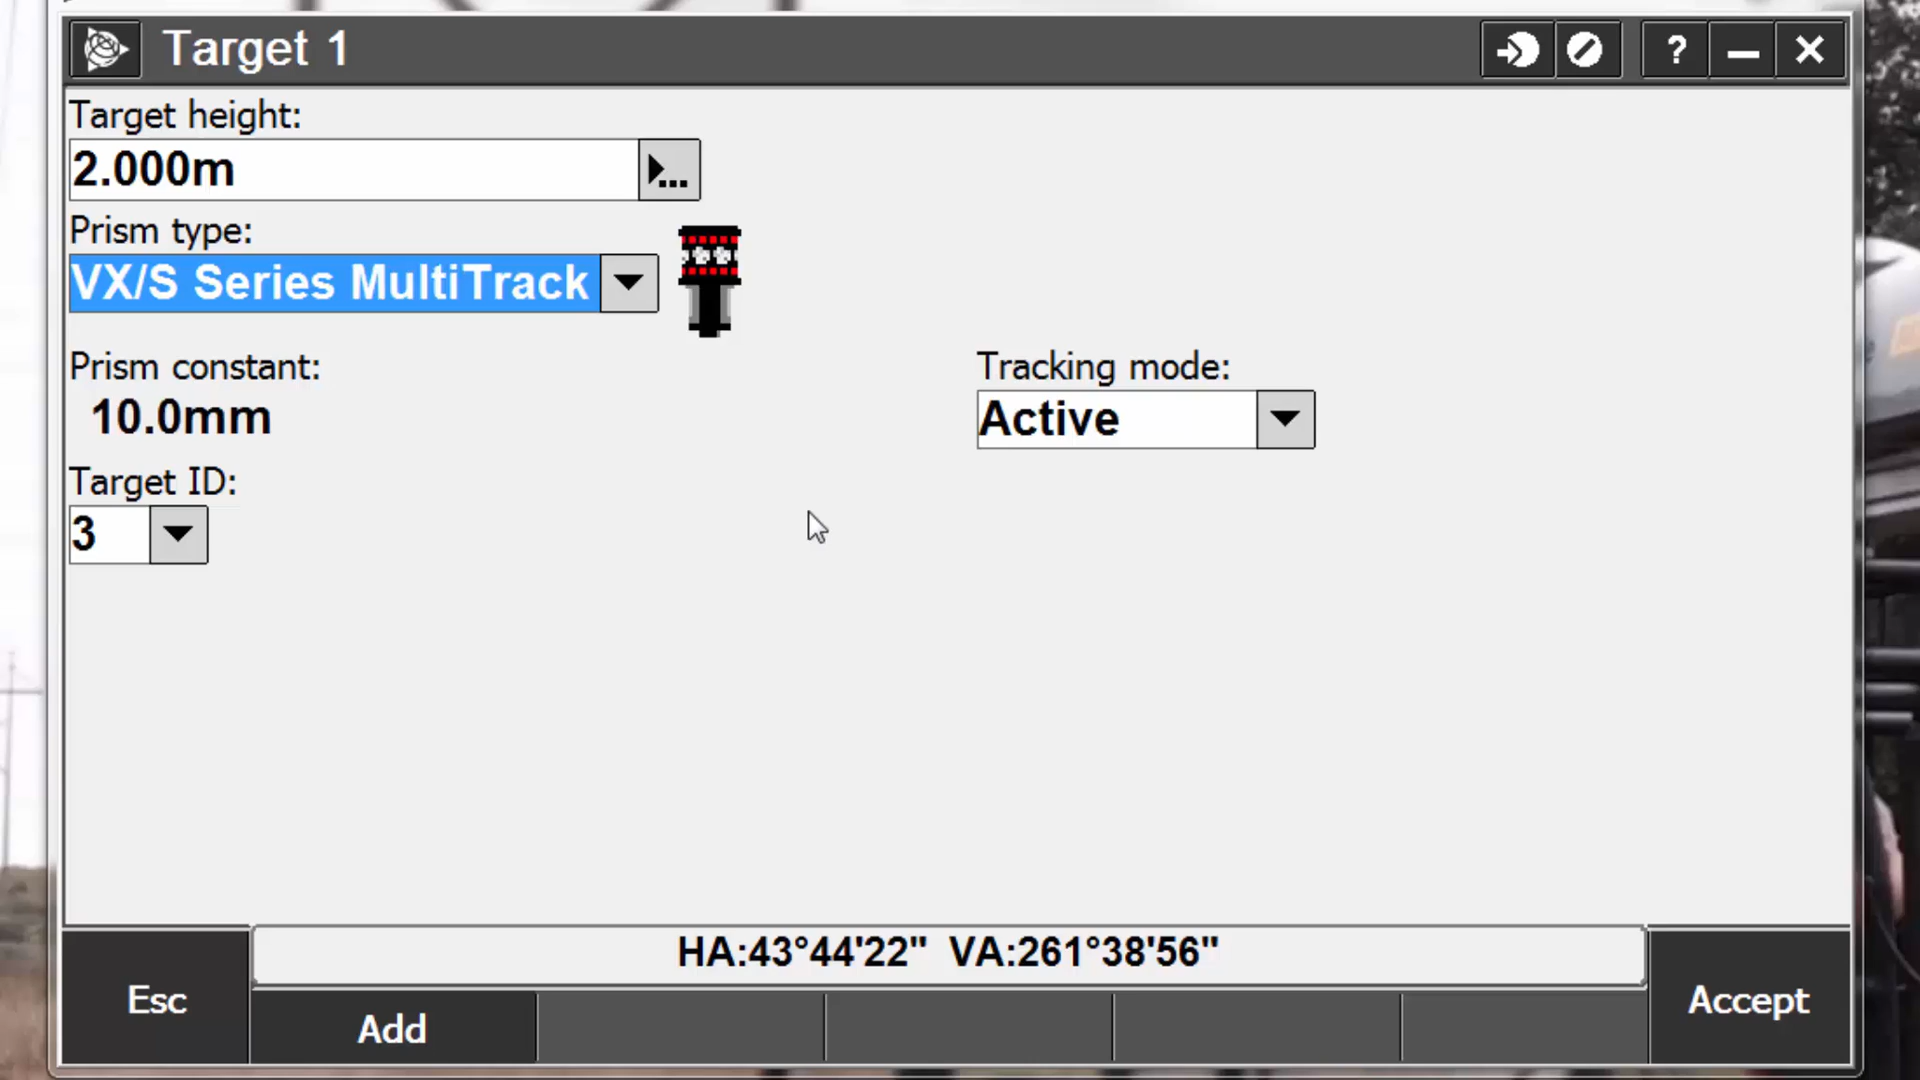 Target 1
?
Target height:
2.000m
Prism type:
VX/S Series MultiTrack
Prism constant:
10.0mm
Tracking mode:
Active
Target ID:
3
HA:43°44'22" VA:261°38'56"
Esc
Add
Accept